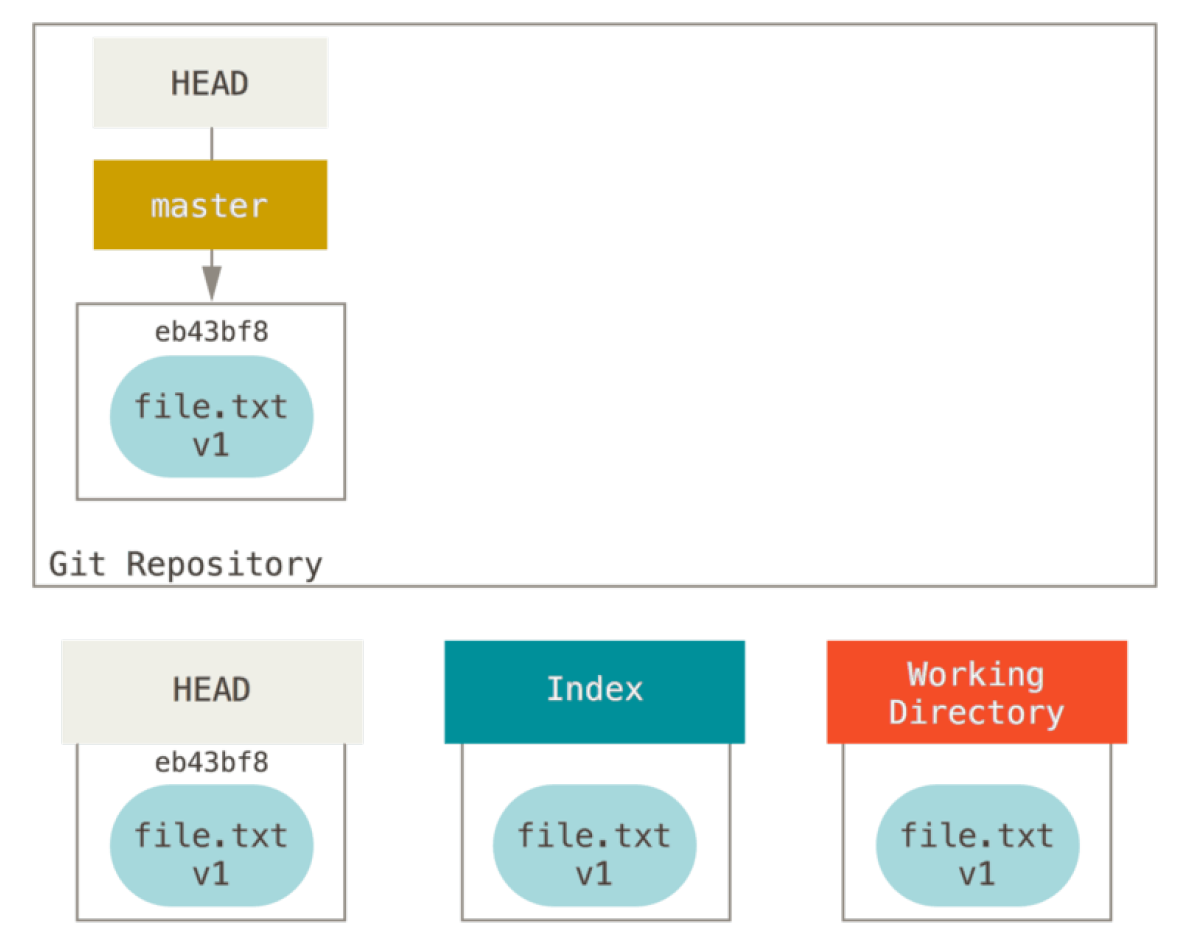 HEAD
master
eb43bf8
file.txt
v1
Git Repository
HEAD
eb43bf8
file.txt
v1
Index
file.txt
v1
Working
Directory
file.txt
v1